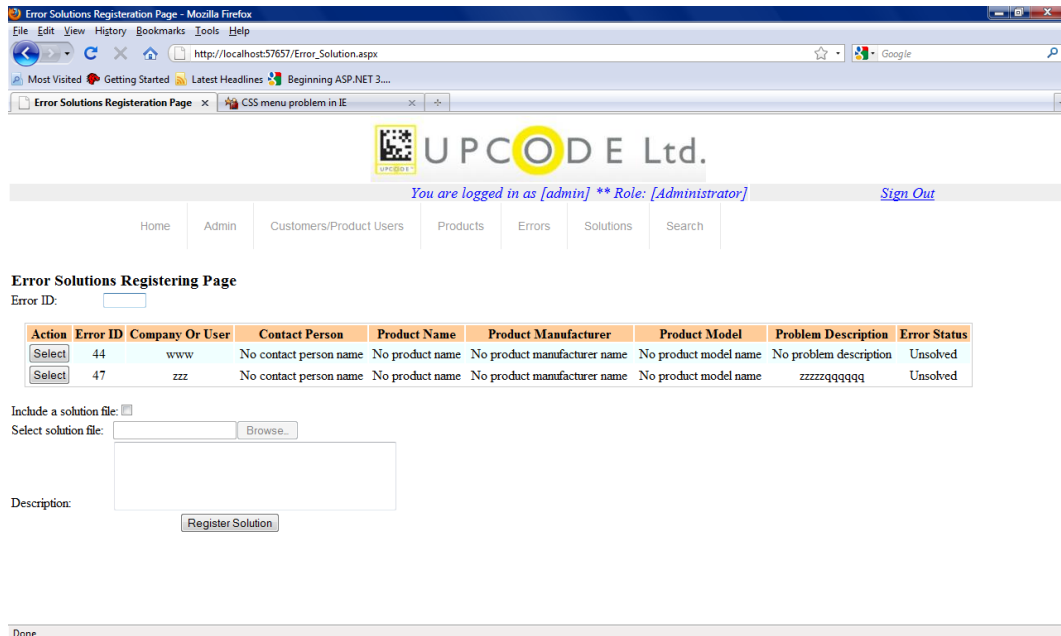 Error Solutions Registeration Page - Mozilla Firefox
File Edit View History Bookmarks Tools Help
http://localhost:57657/Error_Solution.aspx
Google
Most Visited Getting Started Latest Headlines Beginning ASP.NET 3....
Error Solutions Registeration Page
CSS menu problem in IE
UPCODE
UPCODE Ltd.
You are logged in as [admin] ** Role: [Administrator]
Sign Out
Home Admin Customers/Product Users Products Errors Solutions Search
Error Solutions Registering Page
Error ID:
Action Error ID Company Or User Contact Person Product Name Product Manufacturer Product Model Problem Description Error Status
Select 44 www No contact person name No product name No product manufacturer name No product model name No problem description Unsolved
Select 47 zzz No contact person name No product name No product manufacturer name No product model name zzzzzqqqqqq Unsolved
Include a solution file:
Select solution file: Browse..
Description:
Register Solution
Done